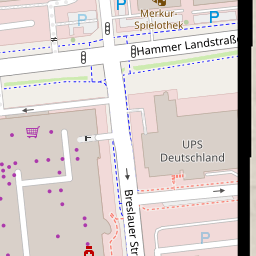 Merkur-
Spielothek
Hammer Landstraße
UPS
Deutschland
Breslauer Str
P
P
P
P